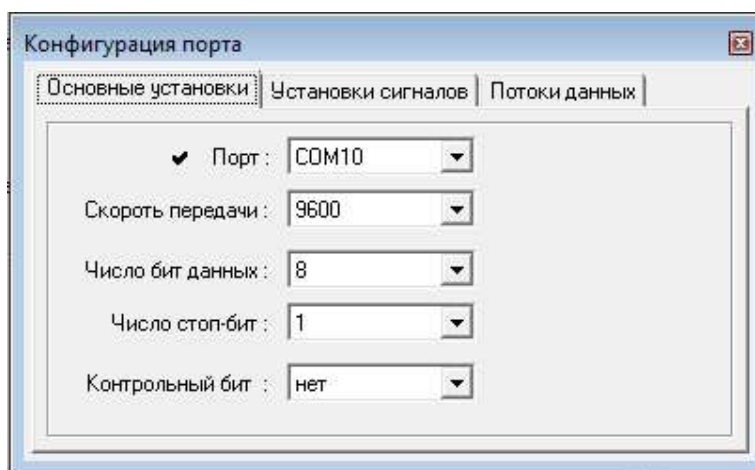 Конфигурация порта
Основные установки Установки сигналов Потоки данных
Порт : COM10
Скороть передачи : 9600
Число бит данных : 8
Число стоп-бит : 1
Контрольный бит : нет